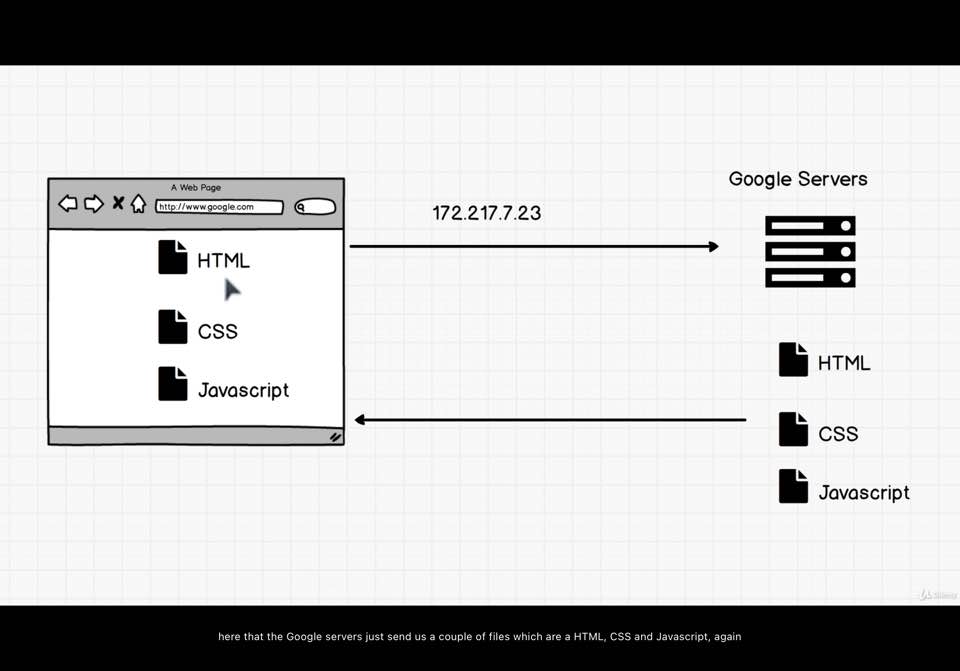 A Web Page
http://www.google.com
HTML
CSS
Javascript
172.217.7.23
Google Servers
HTML
CSS
Javascript
Udemy
here that the Google servers just send us a couple of files which are a HTML, CSS and Javascript, again